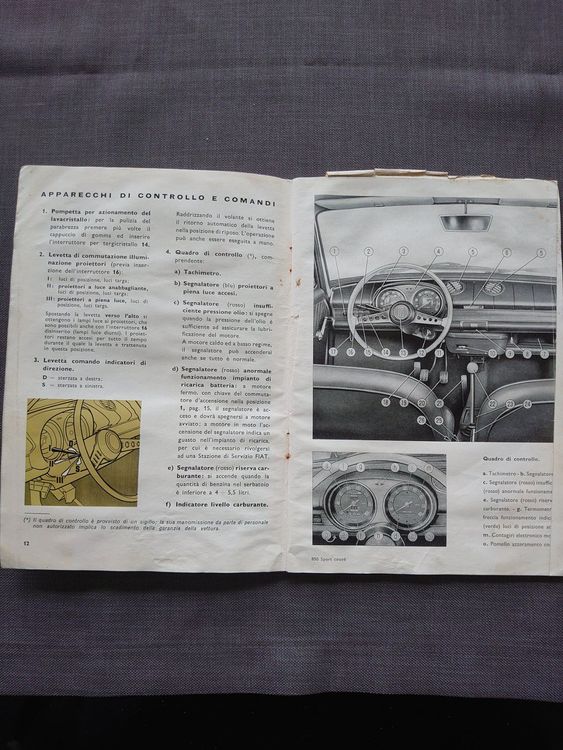 APPARECCHI DI CONTROLLO E COMANDI
1. Pompetta per azionamento del
lavacristallo: per la pulizia del
parabrezza premere più volte il
cappuccio di gomma ed inserire
l'interruttore per tergicristallo 14.
2. Levetta di commutazione illumi-
nazione proiettori (previa inser-
zione dell'interruttore 16):
I: luci di posizione, luci targa.
II: proiettori a luce anabbagliante,
luci di posizione, luci targa.
III: proiettori a piena luce, luci di
posizione, luci targa.
Spostando la levetta verso l'alto si
ottengono i lampi luce si proiettori, che
sono possibili anche con l'interruttore 16
disinserito (lampi luce diurni). I proiet-
tori restano accesi per tutto il tempo
durante il quale la levetta è trattenuta
in questa posizione.
3. Levetta comando indicatori di
direzione.
D - sterzata a destra.
S - sterzata a sinistra.
Raddrizzando il volante si ottiene
il ritorno automatico della levetta
nella posizione di riposo. L'operazione
può anche essere eseguita a mano.
4. Quadro di controllo (*), com-
prendente:
a) Tachimetro.
b) Segnalatore (blu) proiettori a
piena luce accesi.
c) Segnalatore (rosso) insuffi-
ciente pressione olio: si spegne
quando la pressione dell'olio è
sufficiente ad assicurare la lubri-
ficazione del motore.
A motore caldo ed a basso regime,
il segnalatore può accendersi
anche se tutto è normale.
d) Segnalatore (rosso) anormale
funzionamento impianto di
ricarica batteria: a motore
fermo, con chiave del commuta-
tore d'accensione nella posizione
1, pag. 15, il segnalatore è ac-
ceso e dovrà spegnersi a motore
avviato; a motore in moto l'ac-
censione del segnalatore indica un
guasto nell'impianto di ricarica,
per cui è necessario rivolgersi
ad una Stazione di Servizio FIAT.
e) Segnalatore (rosso) riserva car-
burante: si accende quando la
quantità di benzina nel serbatoio
è inferiore a 4 ÷ 5,5 litri.
f) Indicatore livello carburante.
(*) Il quadro di controllo è provvisto di un sigillo; la sua manomissione da parte di personale
non autorizzato implica lo scadimento della garanzia della vettura.
12
Quadro di controllo.
a. Tachimetro - b. Segnalatore
c. Segnalatore (rosso) insufficiente
(rosso) anormale funzionamento
e. Segnalatore (rosso) riserva
carburante. - g. Termometro
freccia funzionamento indicatori
(verde) luci di posizione
m. Contagiri elettronico
o. Pomello azzeramento
850 Sport coupé